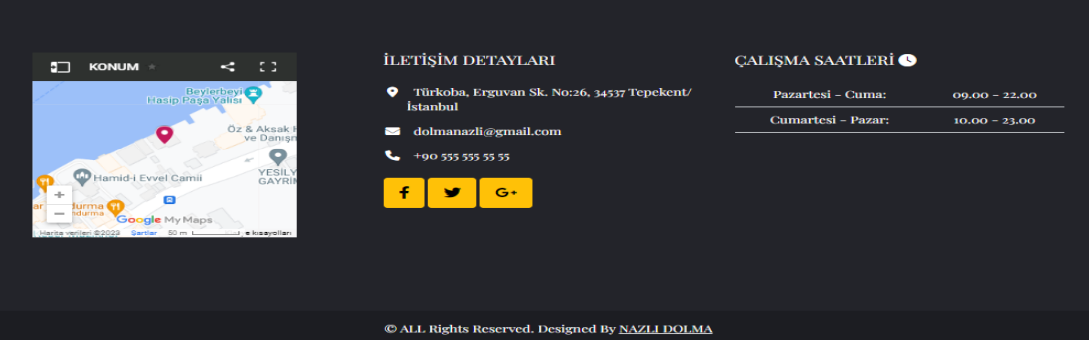 KONUM
Beylerbeyi
Hasip Paşa Yalısı
Öz & Aksak H
ve Danışn
Hamid-i Evvel Camii
YEŞİLY
GAYRİM
+
durma
ndurma
−
Google My Maps
Harita verileri ©2023 Şartlar 50 m e kısayolları
İLETİŞİM DETAYLARI
Türkoba, Erguvan Sk. No:26, 34537 Tepekent/
İstanbul
dolmanazli@gmail.com
+90 555 555 55 55
f G+
ÇALIŞMA SAATLERİ
Pazartesi – Cuma: 09.00 – 22.00
Cumartesi – Pazar: 10.00 – 23.00
© ALL Rights Reserved. Designed By NAZLI DOLMA